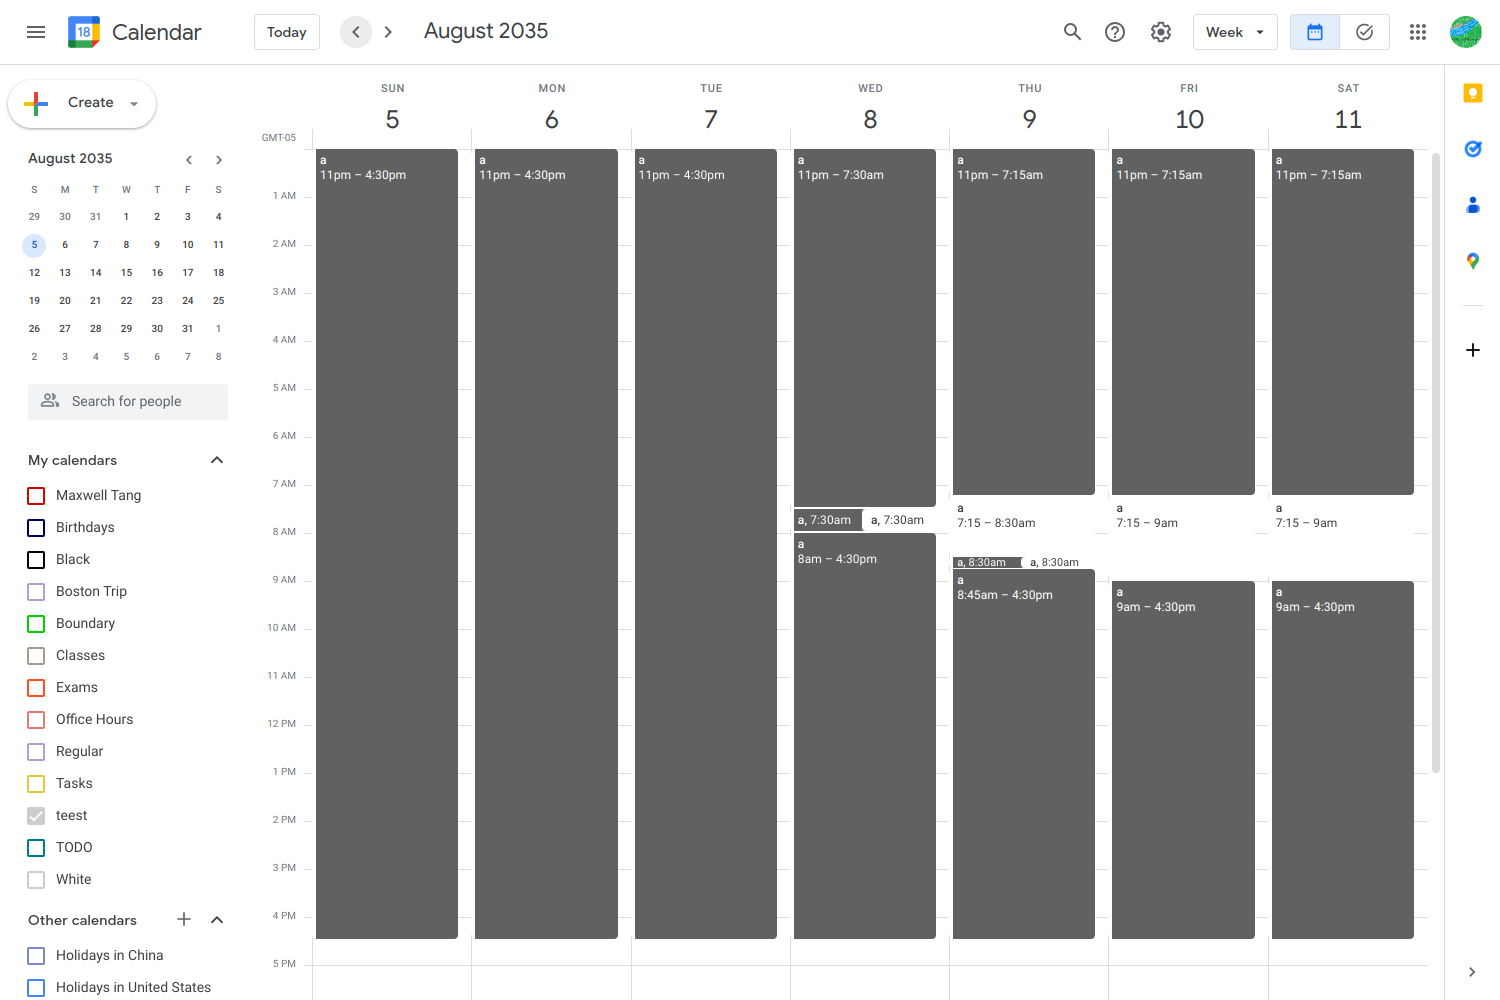 18 Calendar
Today
August 2035
Week
Create
August 2035
S M T W T F S
29 30 31 1 2 3 4
5 6 7 8 9 10 11
12 13 14 15 16 17 18
19 20 21 22 23 24 25
26 27 28 29 30 31 1
2 3 4 5 6 7 8
Search for people
My calendars
Maxwell Tang
Birthdays
Black
Boston Trip
Boundary
Classes
Exams
Office Hours
Regular
Tasks
teest
TODO
White
Other calendars
Holidays in China
Holidays in United States
SUN MON TUE WED THU FRI SAT
5 6 7 8 9 10 11
GMT-05
1 AM
2 AM
3 AM
4 AM
5 AM
6 AM
7 AM
8 AM
9 AM
10 AM
11 AM
12 PM
1 PM
2 PM
3 PM
4 PM
5 PM
a
11pm – 4:30pm
a
11pm – 4:30pm
a
11pm – 4:30pm
a
11pm – 7:30am
a, 7:30am
a, 7:30am
a
8am – 4:30pm
a
11pm – 7:15am
a
7:15 – 8:30am
a, 8:30am
a, 8:30am
a
8:45am – 4:30pm
a
11pm – 7:15am
a
7:15 – 9am
a
9am – 4:30pm
a
11pm – 7:15am
a
7:15 – 9am
a
9am – 4:30pm